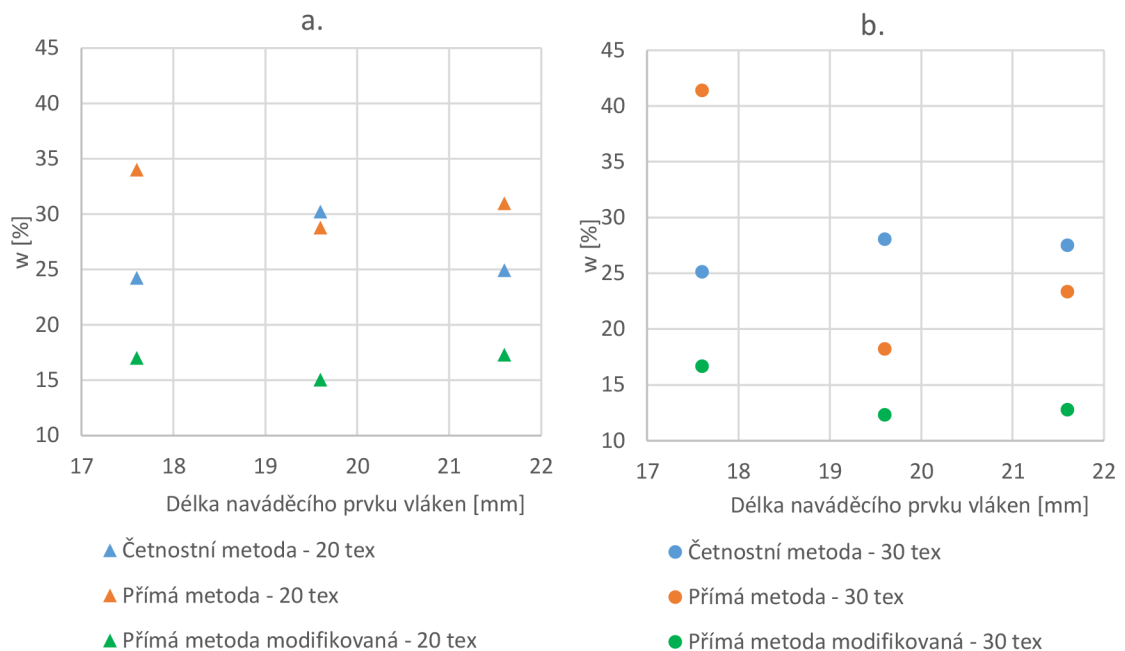 a.
45
40
35
30
25
20
15
10
w [%]
17 18 19 20 21 22
Délka naváděcího prvku vláken [mm]
Četnostní metoda - 20 tex
Přímá metoda - 20 tex
Přímá metoda modifikovaná - 20 tex
b.
45
40
35
30
25
20
15
10
w [%]
17 18 19 20 21 22
Délka naváděcího prvku vláken [mm]
Četnostní metoda - 30 tex
Přímá metoda - 30 tex
Přímá metoda modifikovaná - 30 tex